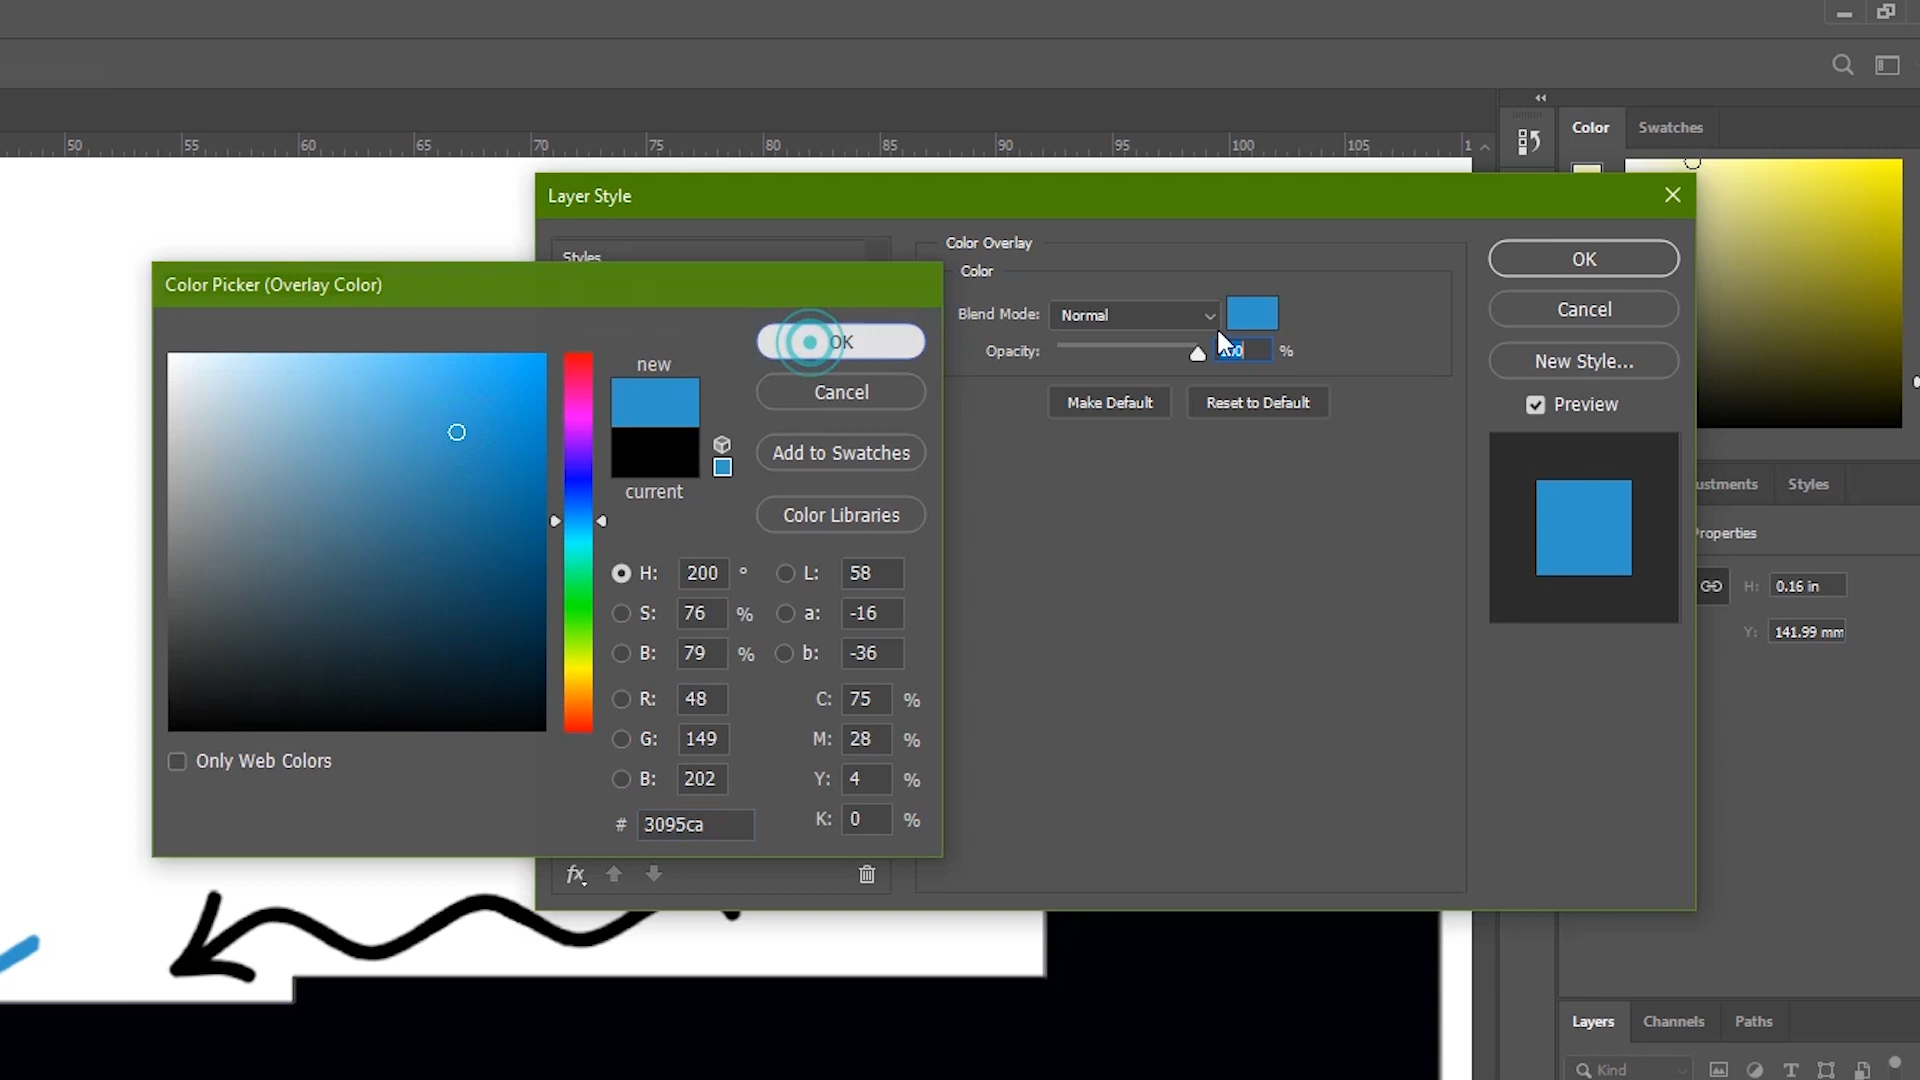 50 55 60 65 70 75 80 85 90 95 100 105 1
Color Swatches
Layer Style
Styles
Color Overlay
Color
Blend Mode: Normal
Opacity: %
Make Default Reset to Default
OK
Cancel
New Style...
Preview
Color Picker (Overlay Color)
new
current
OK
Cancel
Add to Swatches
Color Libraries
H: 200 ° L: 58
S: 76 % a: -16
B: 79 % b: -36
R: 48 C: 75 %
G: 149 M: 28 %
B: 202 Y: 4 %
# 3095ca K: 0 %
Only Web Colors
fx
ustments Styles
Properties
H: 0.16 in
Y: 141.99 mm
Layers Channels Paths
Kind